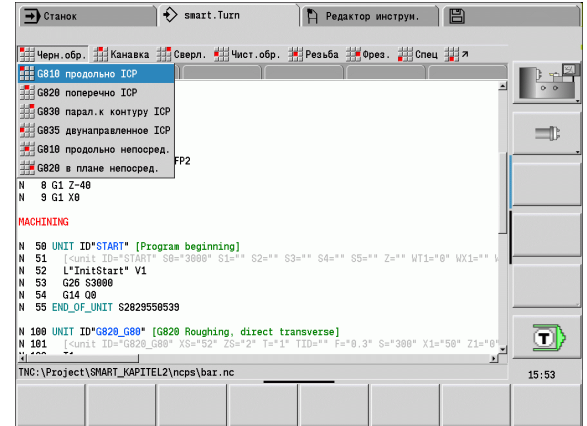 Станок
smart.Turn
Редактор инструм.
Черн.обр. Канавка Сверл. Чист.обр. Резьба Фрез. Спец
G810 продольно ICP
G820 поперечно ICP
G830 парал.к контуру ICP
G835 двунаправленное ICP
G810 продольно непосред.
G820 в плане непосред.
FP2
N 8 G1 Z-40
N 9 G1 X0
MACHINING
N 50 UNIT ID"START" [Program beginning]
N 51 [<unit ID="START" S0="3000" S1="" S2="" S3="" S4="" S5="" Z="" WT1="0" WX1=""
N 52 L"InitStart" V1
N 53 G26 S3000
N 54 G14 Q0
N 55 END_OF_UNIT S2829550539
N 100 UNIT ID"G820_G80" [G820 Roughing, direct transverse]
N 101 [<unit ID="G820_G80" XS="52" ZS="2" T="1" TID="" F="0.3" S="300" X1="50" Z1="0"
TNC:\Project\SMART_KAPITEL2\ncps\bar.nc
T
15:53